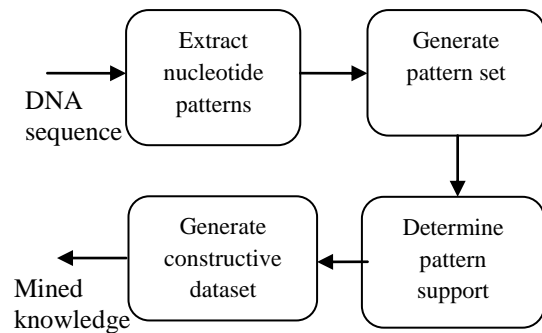 Extract
nucleotide
patterns
Generate
pattern set
DNA
sequence
Determine
pattern
support
Generate
constructive
dataset
Mined
knowledge